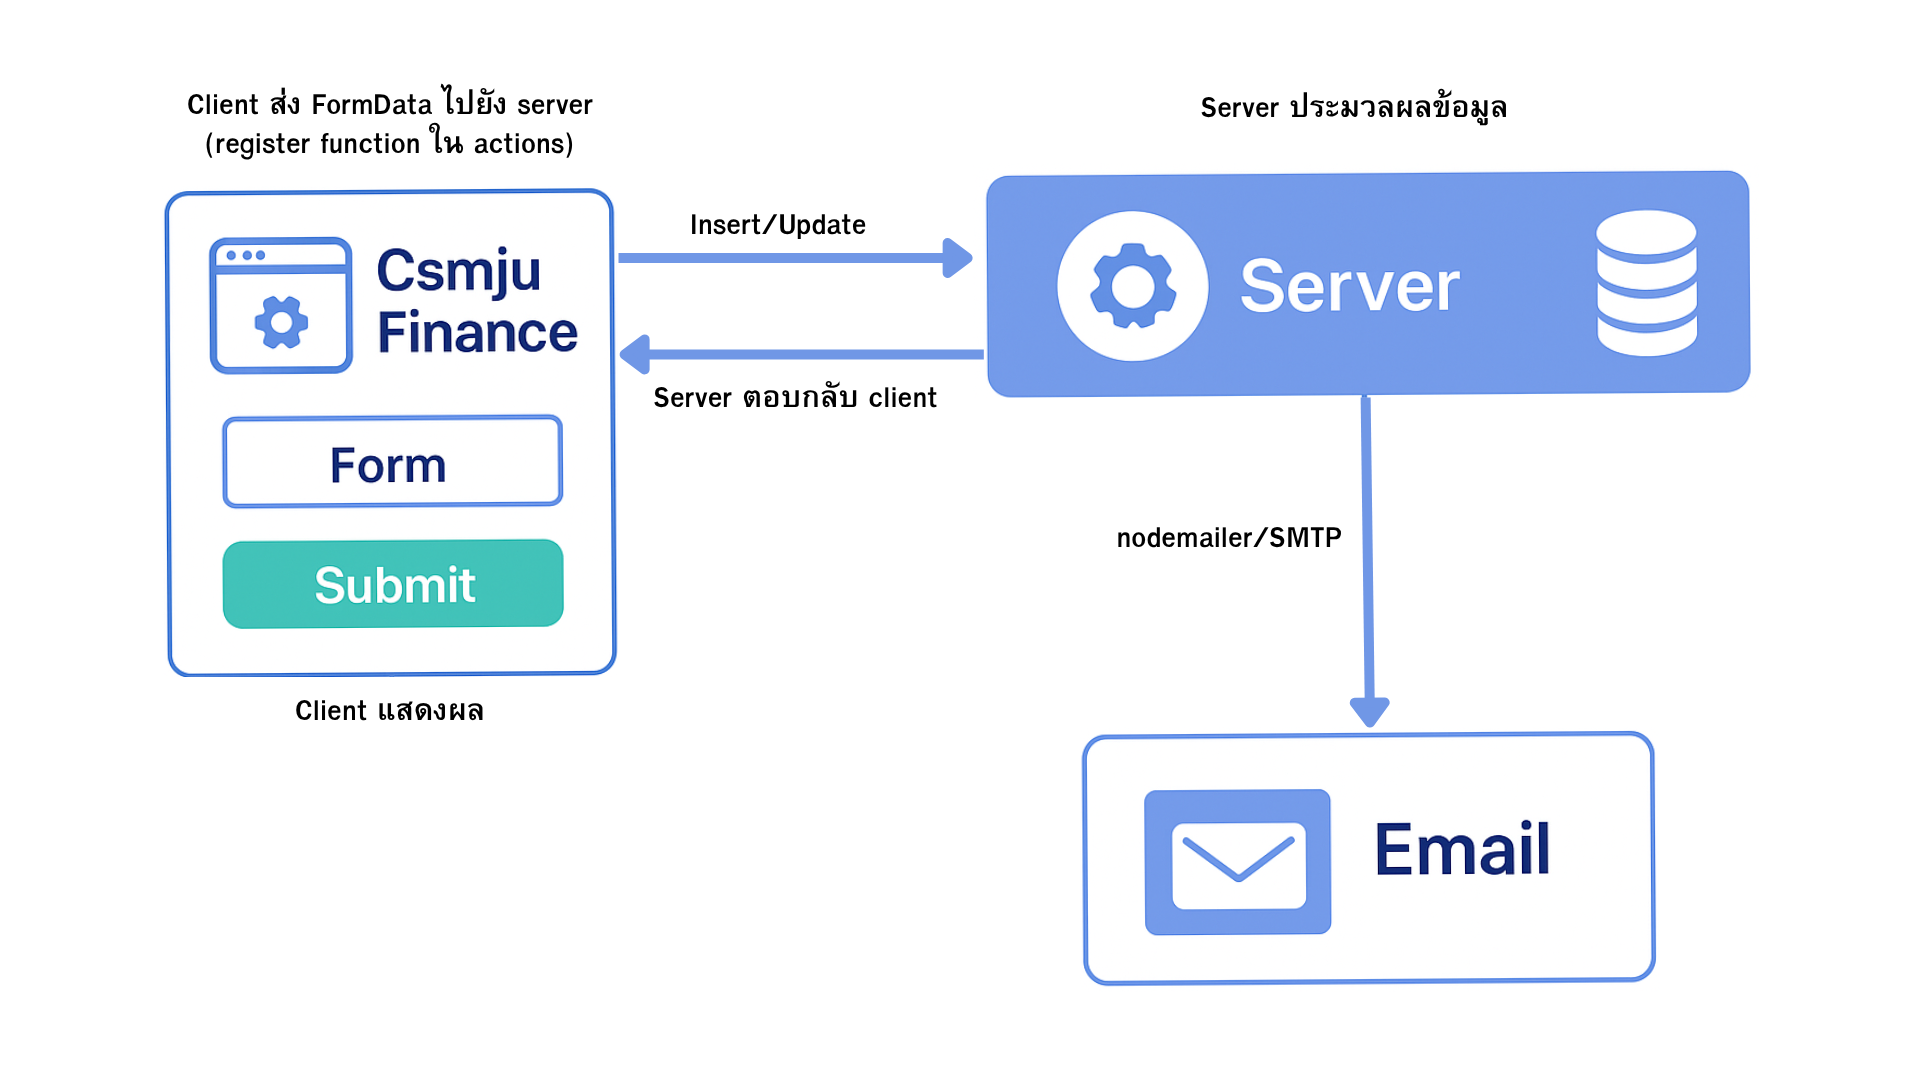 Client ส่ง FormData ไปยัง server
(register function ใน actions)
Server ประมวลผลข้อมูล
Csmju
Finance
Insert/Update
Server
Server ตอบกลับ client
Form
Submit
nodemailer/SMTP
Client แสดงผล
Email